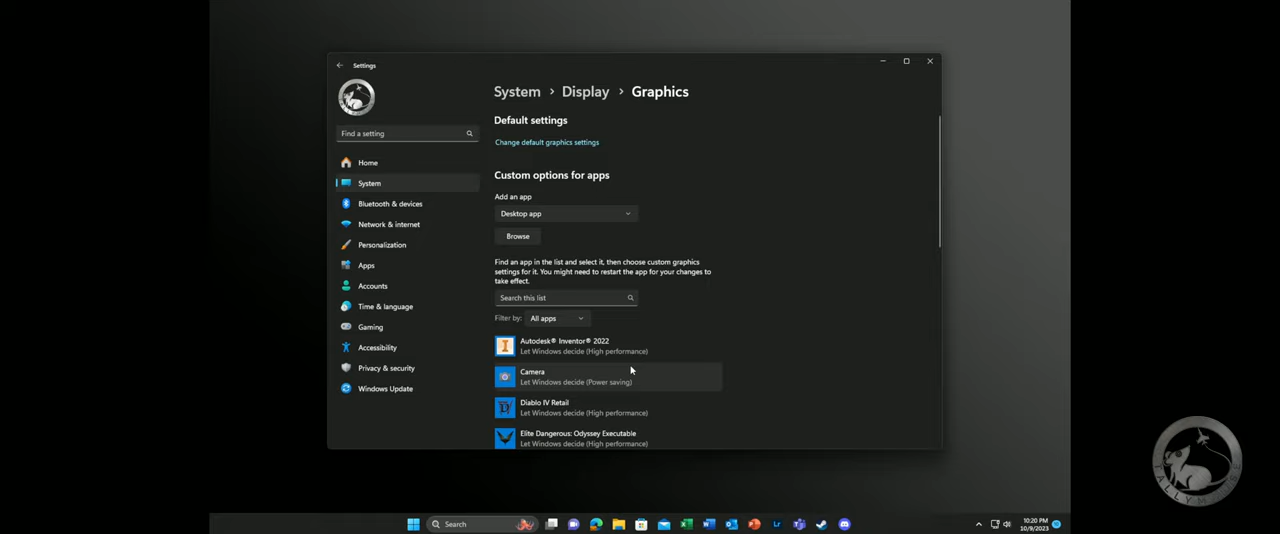 Settings
System > Display > Graphics
Find a setting
Home
System
Bluetooth & devices
Network & internet
Personalization
Apps
Accounts
Time & language
Gaming
Accessibility
Privacy & security
Windows Update
Default settings
Change default graphics settings
Custom options for apps
Add an app
Desktop app
Browse
Find an app in the list and select it, then choose custom graphics
settings for it. You might need to restart the app for your changes to
take effect.
Search this list
Filter by: All apps
Autodesk® Inventor® 2022
Let Windows decide (High performance)
Camera
Let Windows decide (Power saving)
Diablo IV Retail
Let Windows decide (High performance)
Elite Dangerous: Odyssey Executable
Let Windows decide (High performance)
Search
10:20 PM
10/9/2023